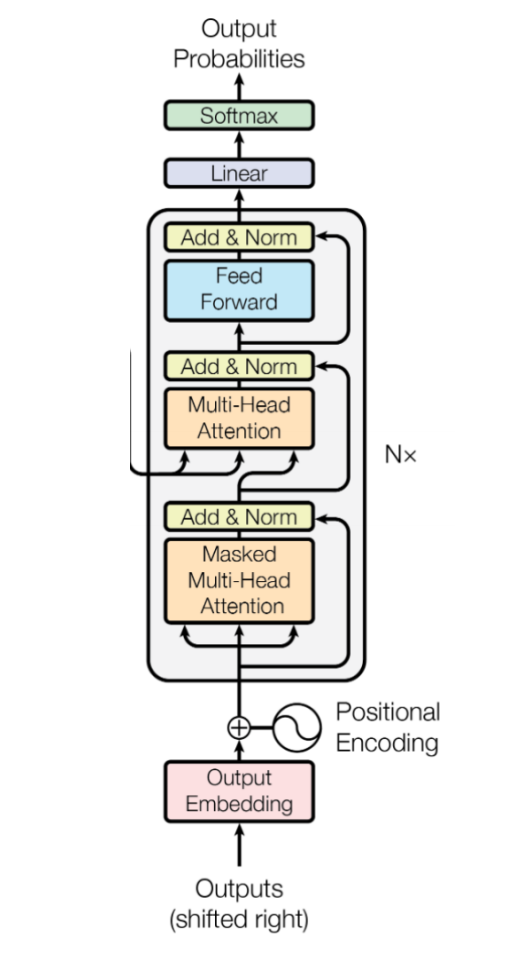 Output
Probabilities
Softmax
Linear
Add & Norm
Feed
Forward
Add & Norm
Multi-Head
Attention
N×
Add & Norm
Masked
Multi-Head
Attention
Positional
Encoding
Output
Embedding
Outputs
(shifted right)